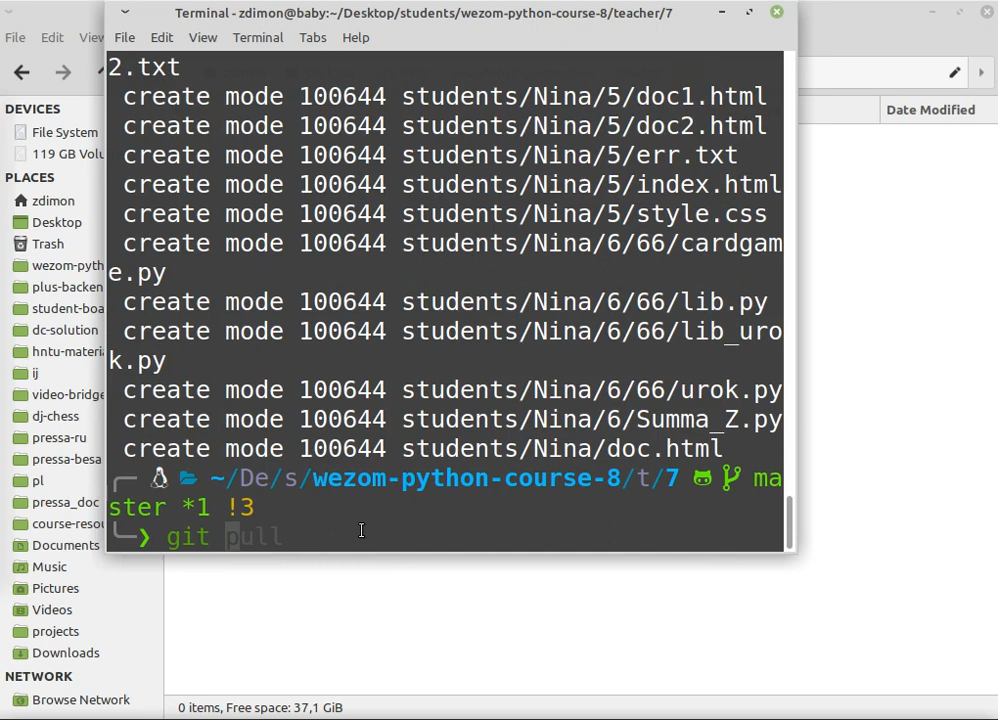 Terminal - zdimon@baby:~/Desktop/students/wezom-python-course-8/teacher/7
File Edit View
File Edit View Terminal Tabs Help
2.txt
create mode 100644 students/Nina/5/doc1.html
create mode 100644 students/Nina/5/doc2.html
create mode 100644 students/Nina/5/err.txt
create mode 100644 students/Nina/5/index.html
create mode 100644 students/Nina/5/style.css
create mode 100644 students/Nina/6/66/cardgam
e.py
create mode 100644 students/Nina/6/66/lib.py
create mode 100644 students/Nina/6/66/lib_uro
k.py
create mode 100644 students/Nina/6/66/urok.py
create mode 100644 students/Nina/6/Summa_Z.py
create mode 100644 students/Nina/doc.html
~/De/s/wezom-python-course-8/t/7 ma
ster *1 !3
❯ git pull
Date Modified
DEVICES
File System
119 GB Volu
PLACES
zdimon
Desktop
Trash
wezom-pyth
plus-backen
student-boa
dc-solution
hntu-materia
ij
video-bridge
dj-chess
pressa-ru
pressa-besa
pl
pressa_doc
course-resou
Documents
Music
Pictures
Videos
projects
Downloads
NETWORK
Browse Network
0 items, Free space: 37,1 GiB